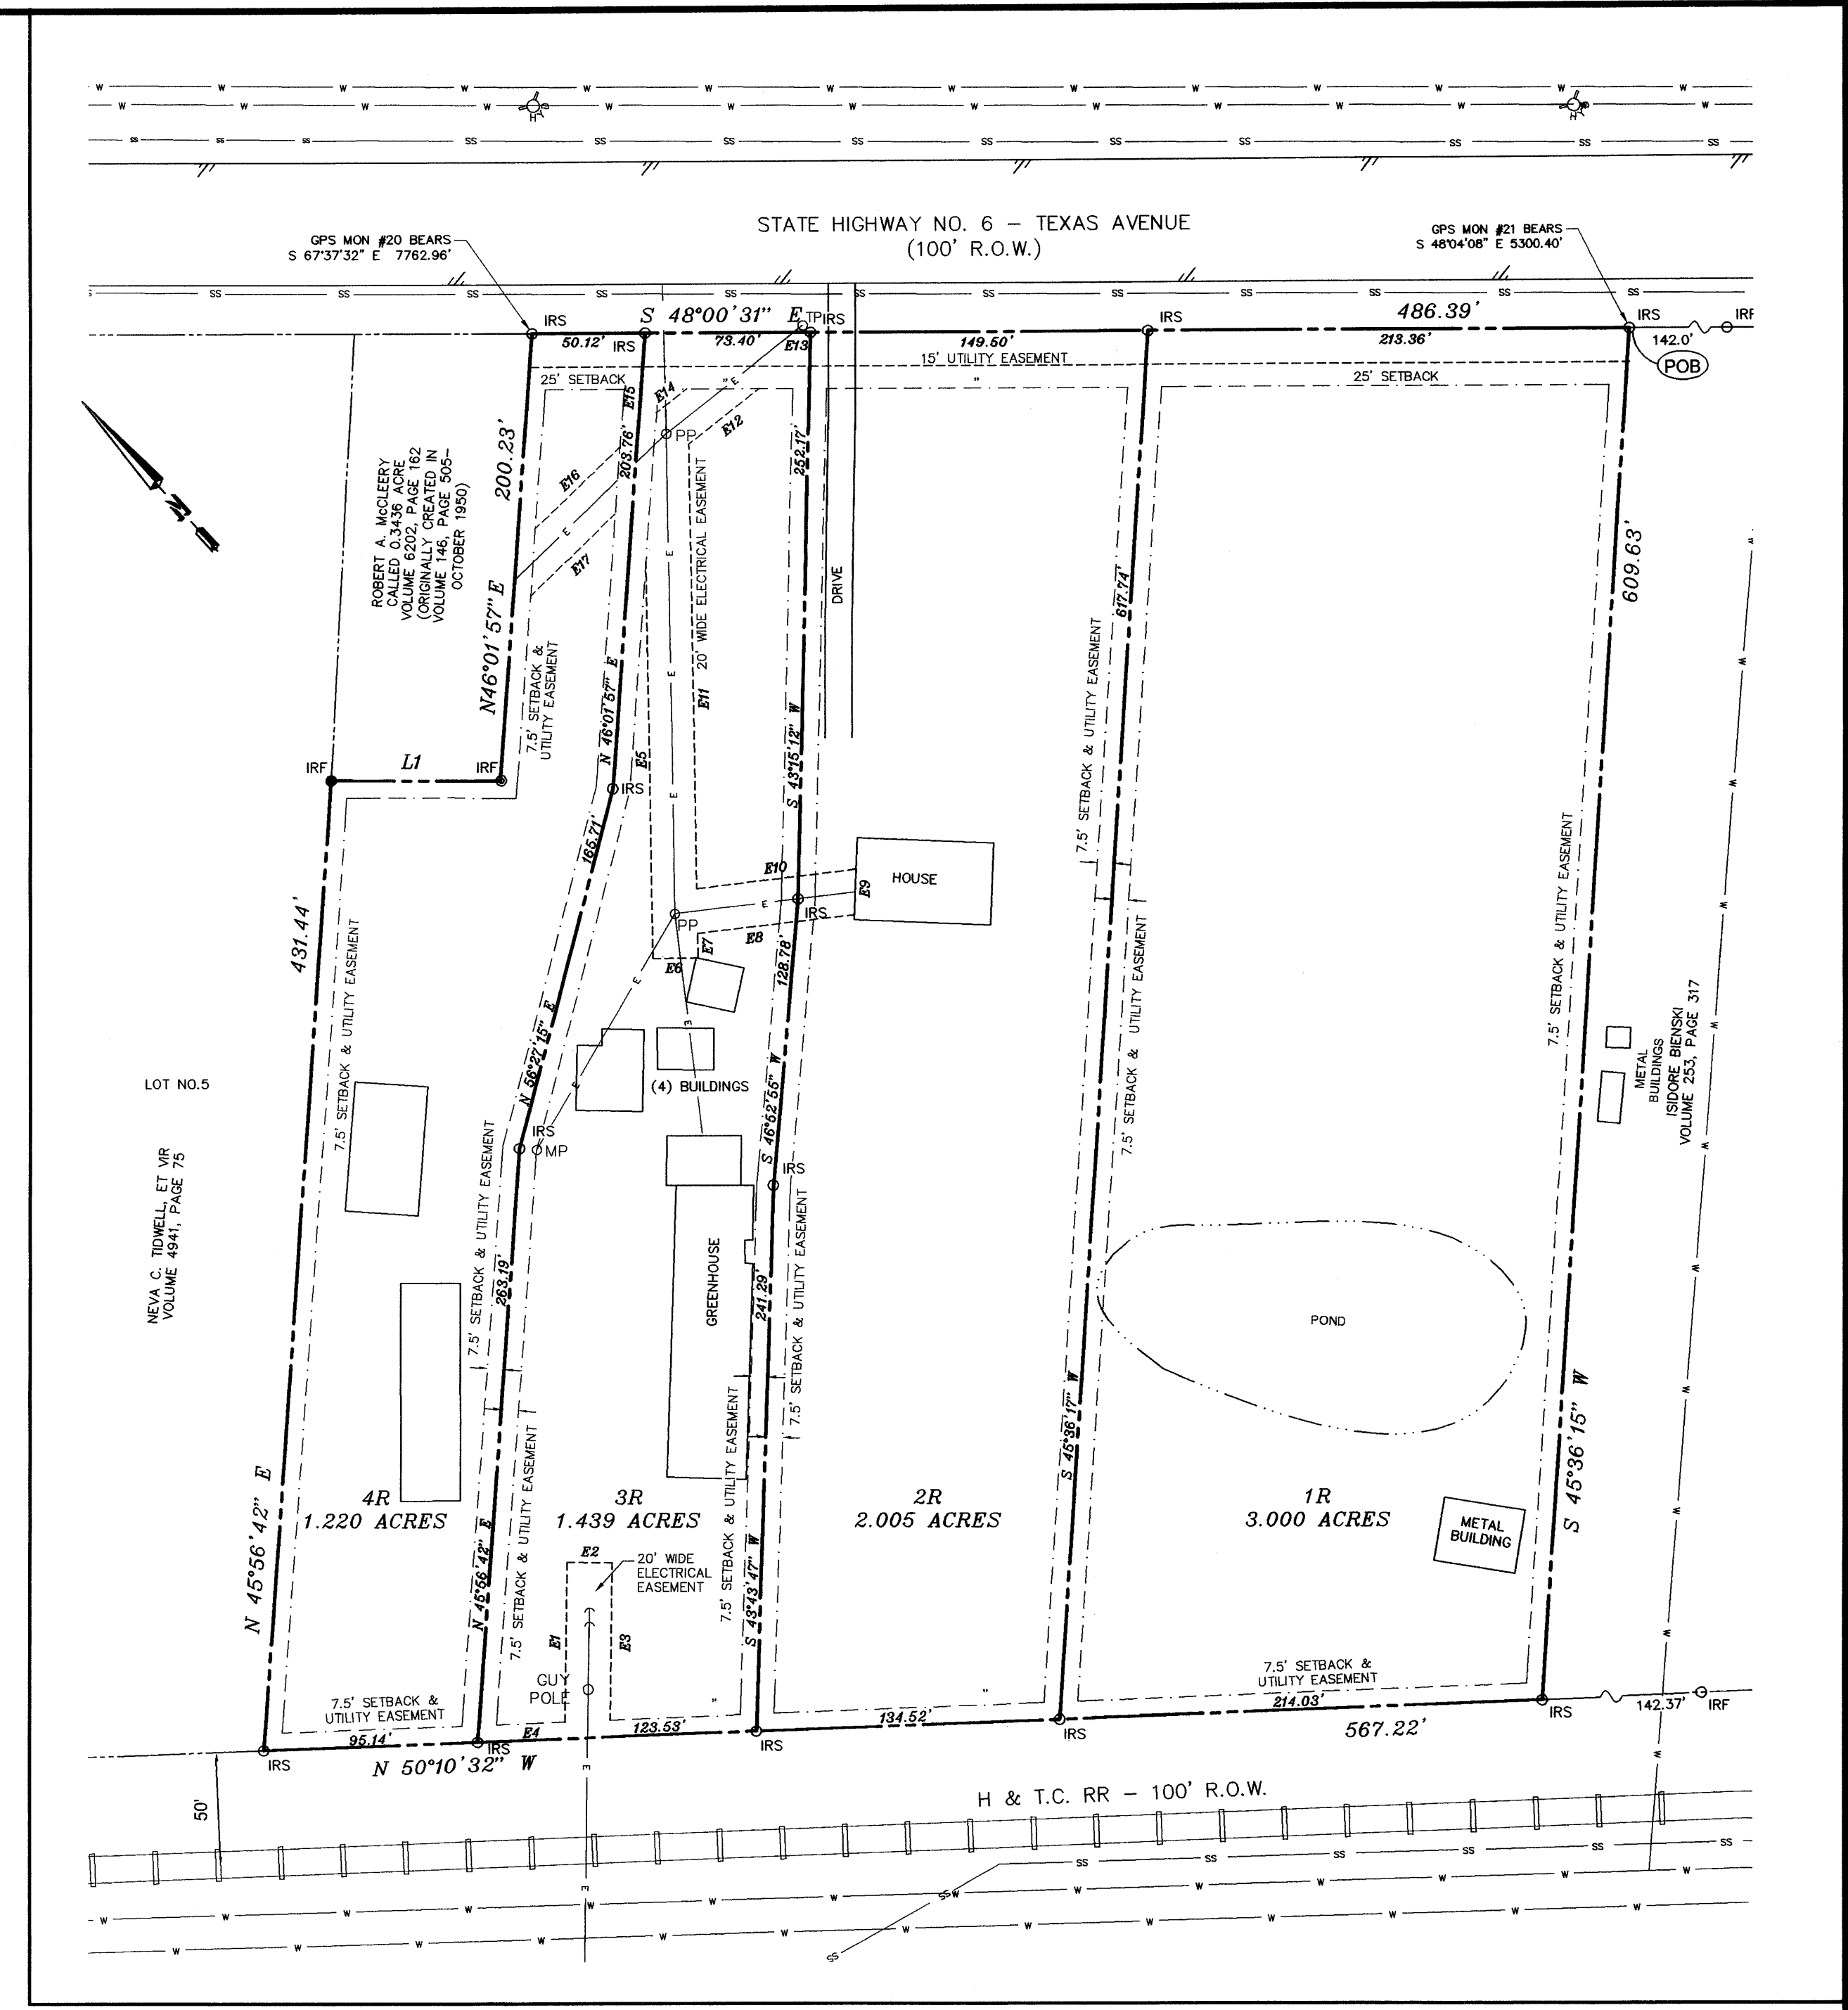 STATE HIGHWAY NO. 6 – TEXAS AVENUE
(100' R.O.W.)
GPS MON #20 BEARS
S 67°37'32" E 7762.96'
GPS MON #21 BEARS
S 48°04'08" E 5300.40'
IRS
S 48°00'31" E
TP
IRS
IRS
486.39'
IRS
IRF
50.12'
IRS
73.40'
E13
149.50'
213.36'
142.0'
15' UTILITY EASEMENT
POB
25' SETBACK
"
25' SETBACK
E15
E14
E
E12
PP
203.76'
252.17'
200.23'
N46°01'57"E
ROBERT A. McCLEERY
CALLED 0.3436 ACRE
VOLUME 6202, PAGE 162
(ORIGINALLY CREATED IN
VOLUME 146, PAGE 505–
OCTOBER 1950)
E16
E
E17
E11 20' WIDE ELECTRICAL EASEMENT
DRIVE
617.74'
609.63'
7.5' SETBACK &
UTILITY EASEMENT
N 46°01'57" E
E5
S 43°15'12" W
7.5' SETBACK & UTILITY EASEMENT
IRF
L1
IRF
IRS
165.71'
E10
E9
HOUSE
IRS
PP
E8
E7
E6
128.78'
431.44'
7.5' SETBACK & UTILITY EASEMENT
N 56°27'15" E
S 46°52'55" W
7.5' SETBACK & UTILITY EASEMENT
7.5' SETBACK & UTILITY EASEMENT
(4) BUILDINGS
METAL
BUILDINGS
ISIDORE BIENSKI
VOLUME 253, PAGE 317
LOT NO.5
NEVA C. TIDWELL, ET VIR
VOLUME 4941, PAGE 75
IRS
MP
IRS
7.5' SETBACK & UTILITY EASEMENT
263.19'
GREENHOUSE
241.29'
7.5' SETBACK & UTILITY EASEMENT
POND
S 45°36'17" W
S 45°36'15" W
N 45°56'42" E
N 45°56'42" E
7.5' SETBACK & UTILITY EASEMENT
7.5' SETBACK & UTILITY EASEMENT
S 43°43'47" W
4R
1.220 ACRES
3R
1.439 ACRES
2R
2.005 ACRES
1R
3.000 ACRES
METAL
BUILDING
E2
20' WIDE
ELECTRICAL
EASEMENT
E1
E3
GUY
POLE
7.5' SETBACK &
UTILITY EASEMENT
"
"
7.5' SETBACK &
UTILITY EASEMENT
95.14'
E4
123.53'
134.52'
214.03'
142.37'
IRF
IRS
IRS
IRS
IRS
IRS
N 50°10'32" W
567.22'
50'
H & T.C. RR – 100' R.O.W.